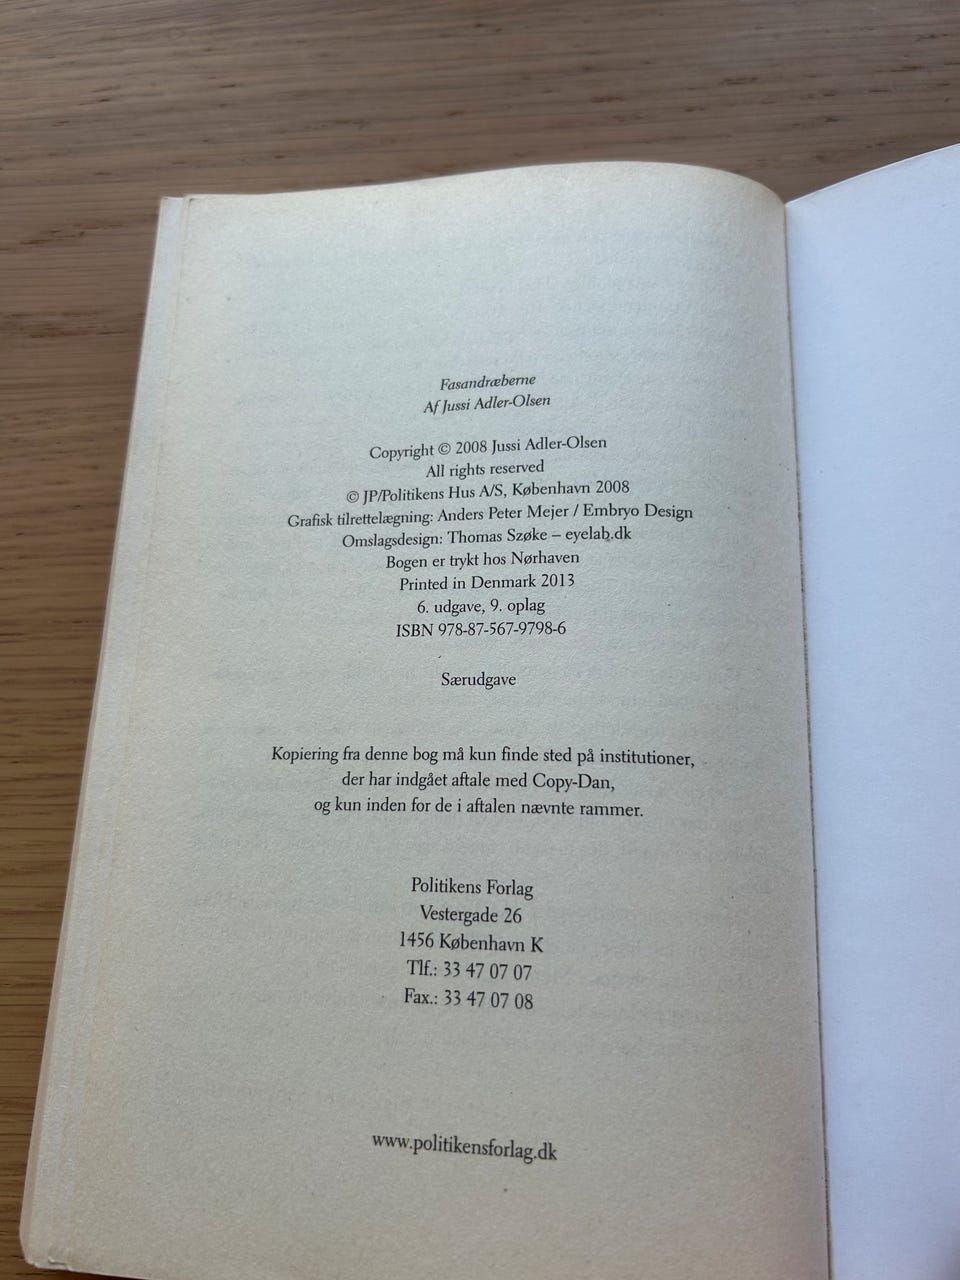 Fasandræberne
Af Jussi Adler-Olsen
Copyright © 2008 Jussi Adler-Olsen
All rights reserved
© JP/Politikens Hus A/S, København 2008
Grafisk tilrettelægning: Anders Peter Mejer / Embryo Design
Omslagsdesign: Thomas Szøke – eyelab.dk
Bogen er trykt hos Nørhaven
Printed in Denmark 2013
6. udgave, 9. oplag
ISBN 978-87-567-9798-6
Særudgave
Kopiering fra denne bog må kun finde sted på institutioner,
der har indgået aftale med Copy-Dan,
og kun inden for de i aftalen nævnte rammer.
Politikens Forlag
Vestergade 26
1456 København K
Tlf.: 33 47 07 07
Fax.: 33 47 07 08
www.politikensforlag.dk